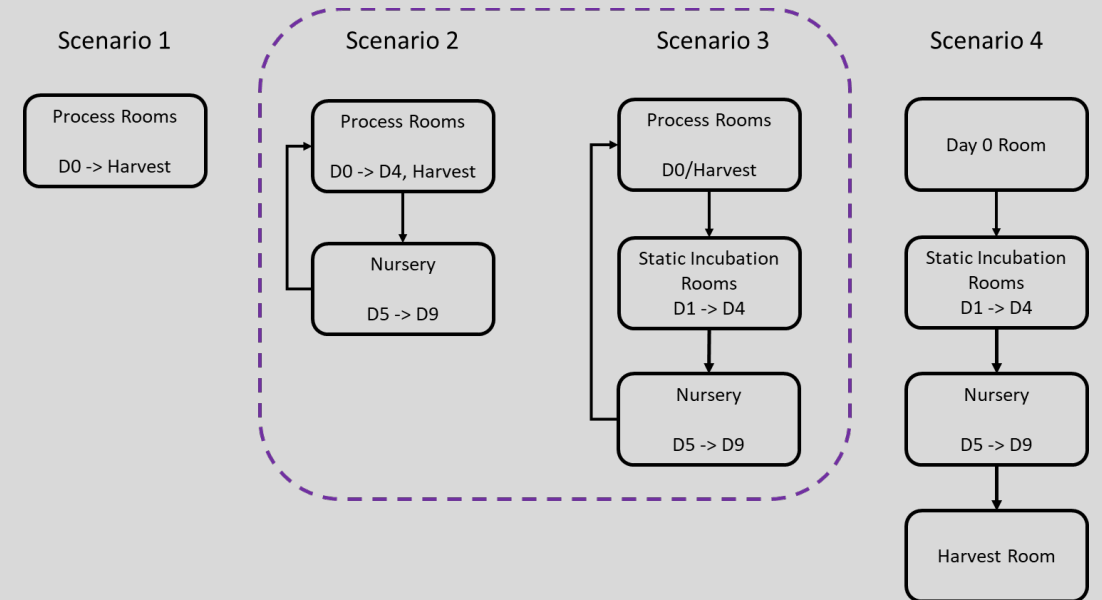 Scenario 1
Process Rooms
D0 -> Harvest
Scenario 2
Process Rooms
D0 -> D4, Harvest
Nursery
D5 -> D9
Scenario 3
Process Rooms
D0/Harvest
Static Incubation
Rooms
D1 -> D4
Nursery
D5 -> D9
Scenario 4
Day 0 Room
Static Incubation
Rooms
D1 -> D4
Nursery
D5 -> D9
Harvest Room